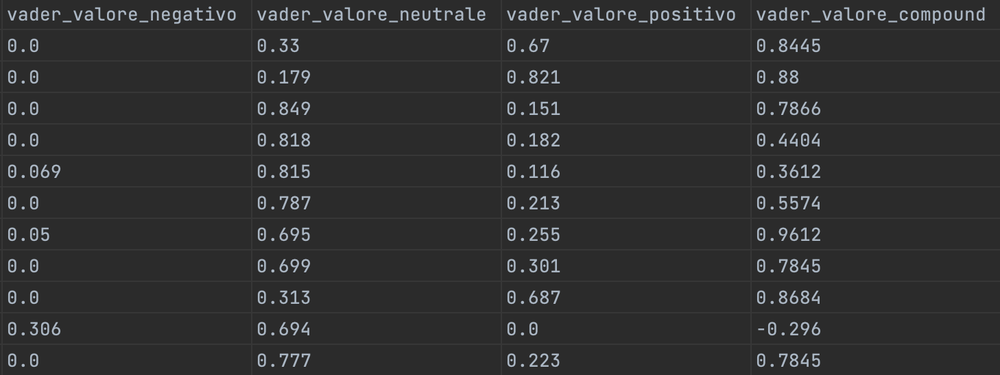 vader_valore_negativo vader_valore_neutrale vader_valore_positivo vader_valore_compound
0.0 0.33 0.67 0.8445
0.0 0.179 0.821 0.88
0.0 0.849 0.151 0.7866
0.0 0.818 0.182 0.4404
0.069 0.815 0.116 0.3612
0.0 0.787 0.213 0.5574
0.05 0.695 0.255 0.9612
0.0 0.699 0.301 0.7845
0.0 0.313 0.687 0.8684
0.306 0.694 0.0 -0.296
0.0 0.777 0.223 0.7845